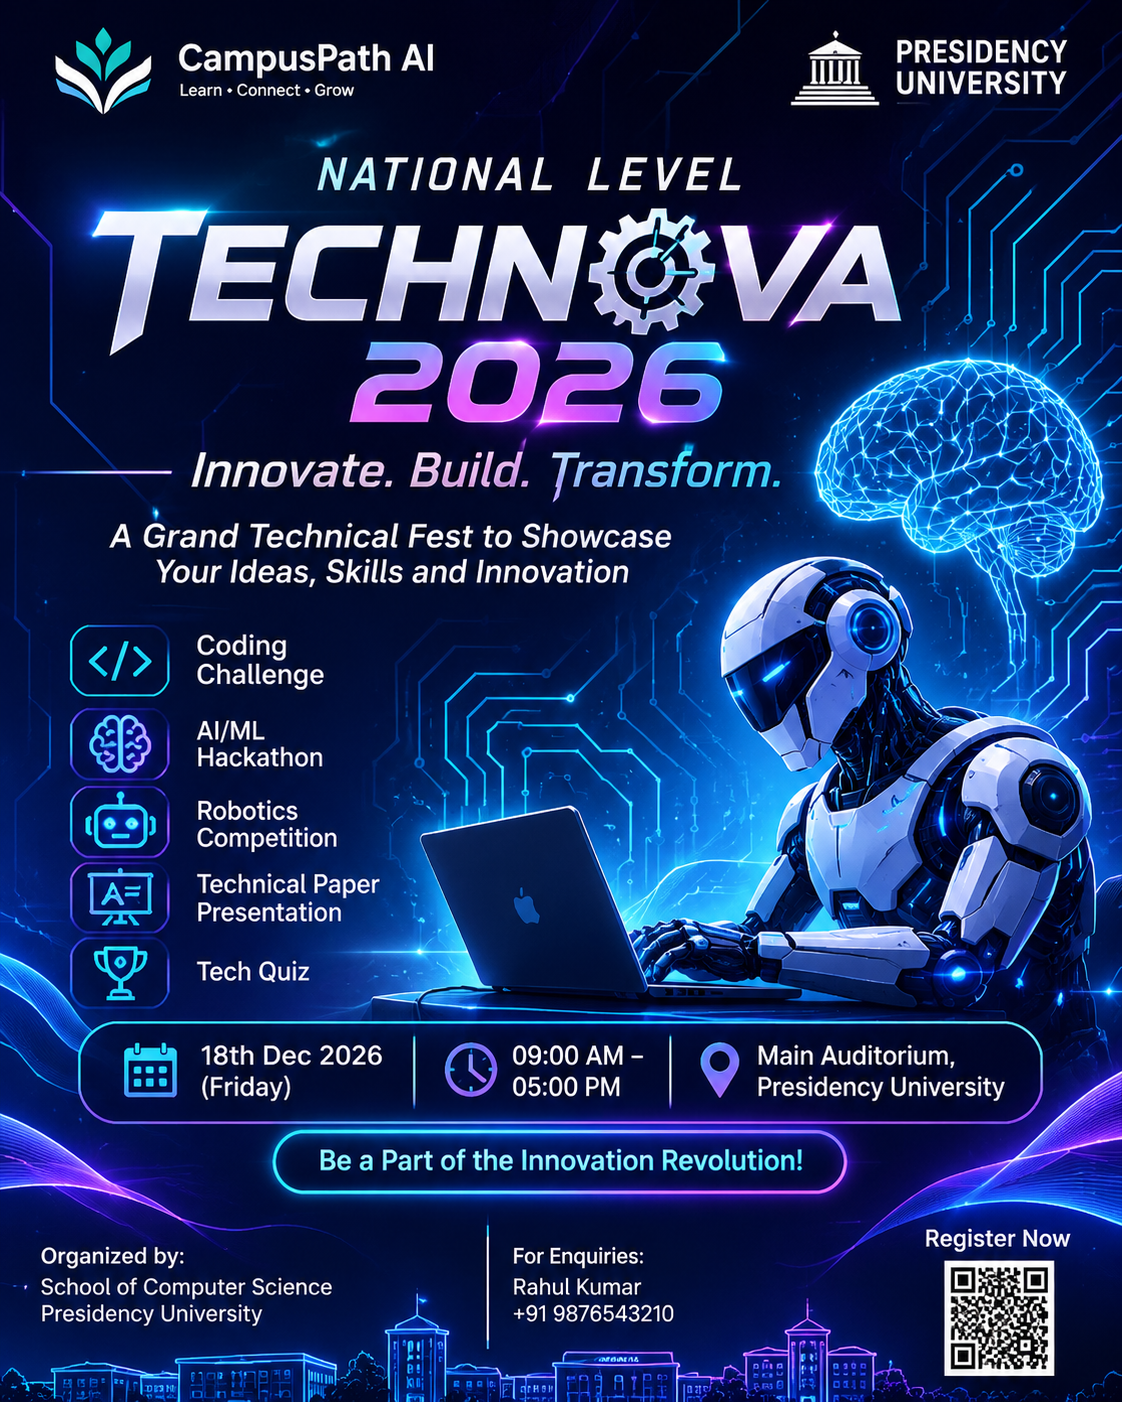 CampusPath AI
Learn • Connect • Grow
PRESIDENCY
UNIVERSITY
NATIONAL LEVEL
TECHNOVA
2026
Innovate. Build. Transform.
A Grand Technical Fest to Showcase
Your Ideas, Skills and Innovation
</>
Coding
Challenge
AI/ML
Hackathon
Robotics
Competition
A=
Technical Paper
Presentation
Tech Quiz
18th Dec 2026
(Friday)
09:00 AM –
05:00 PM
Main Auditorium,
Presidency University
Be a Part of the Innovation Revolution!
Organized by:
School of Computer Science
Presidency University
For Enquiries:
Rahul Kumar
+91 9876543210
Register Now